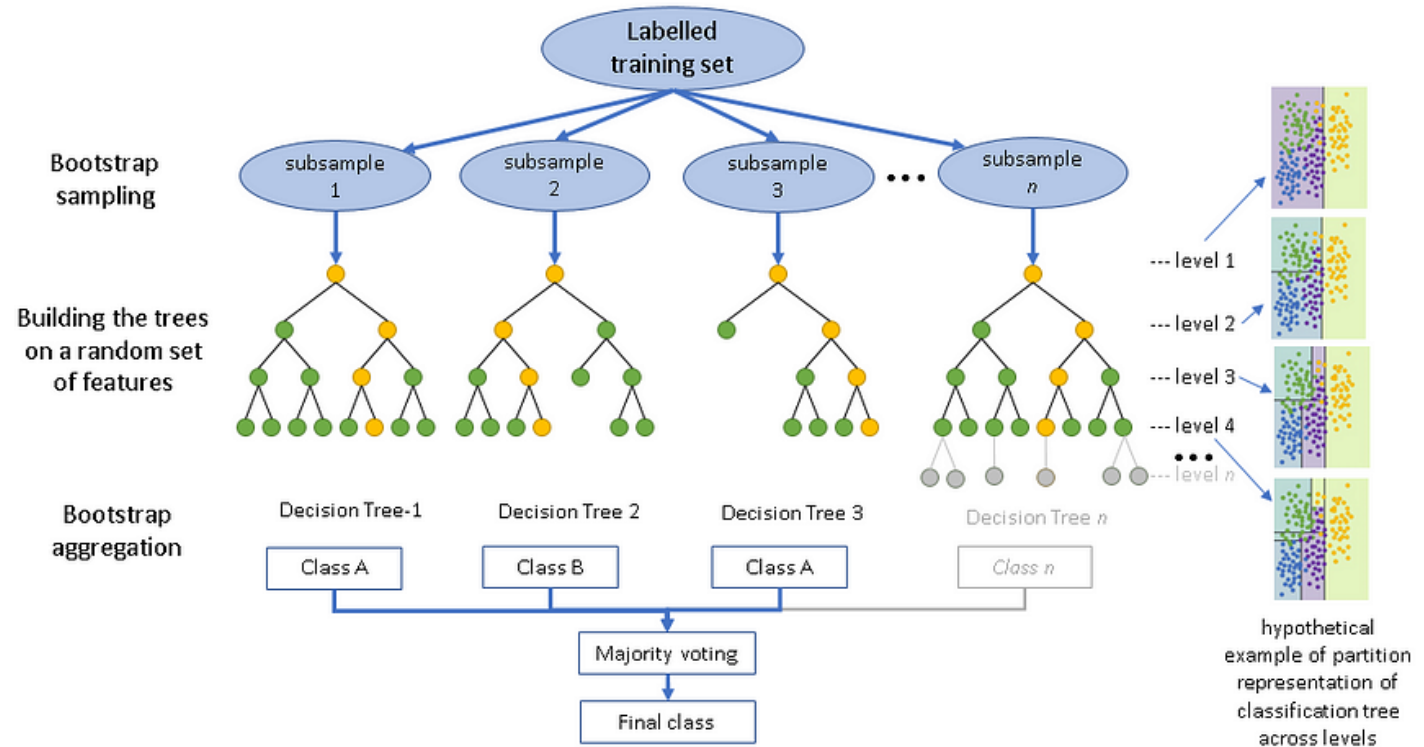 Labelled
training set
Bootstrap
sampling
subsample
1
subsample
2
subsample
3
subsample
n
Building the trees
on a random set
of features
--- level 1
--- level 2
--- level 3
--- level 4
--- level n
Bootstrap
aggregation
Decision Tree-1
Decision Tree 2
Decision Tree 3
Decision Tree n
Class A
Class B
Class A
Class n
Majority voting
Final class
hypothetical
example of partition
representation of
classification tree
across levels